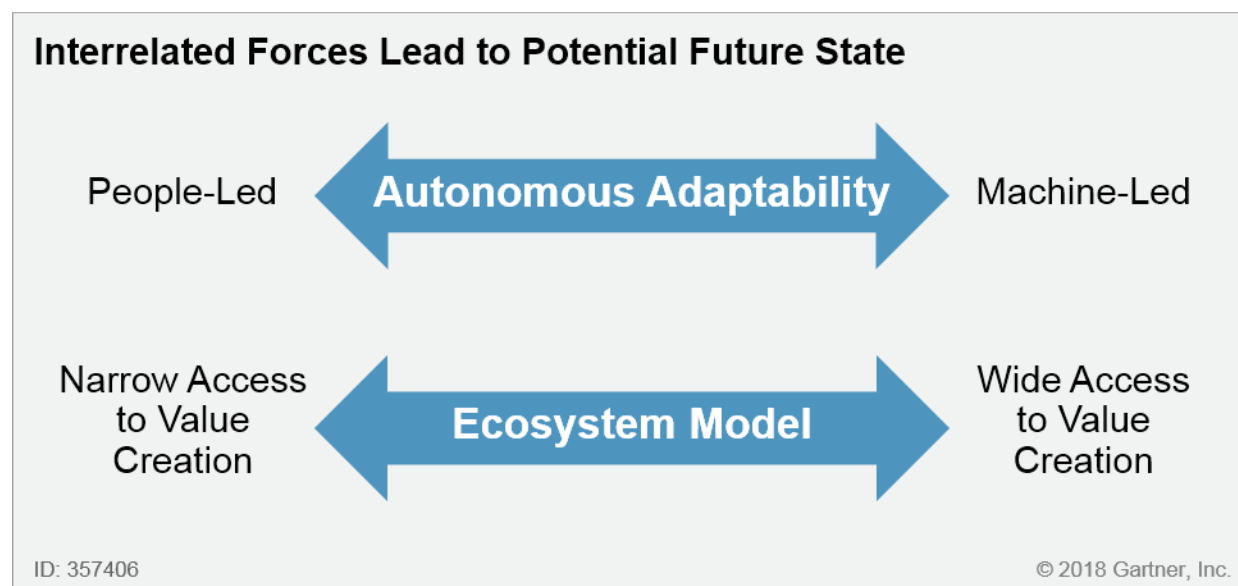 Interrelated Forces Lead to Potential Future State
People-Led
Autonomous Adaptability
Machine-Led
Narrow Access
to Value
Creation
Ecosystem Model
Wide Access
to Value
Creation
ID: 357406
© 2018 Gartner, Inc.